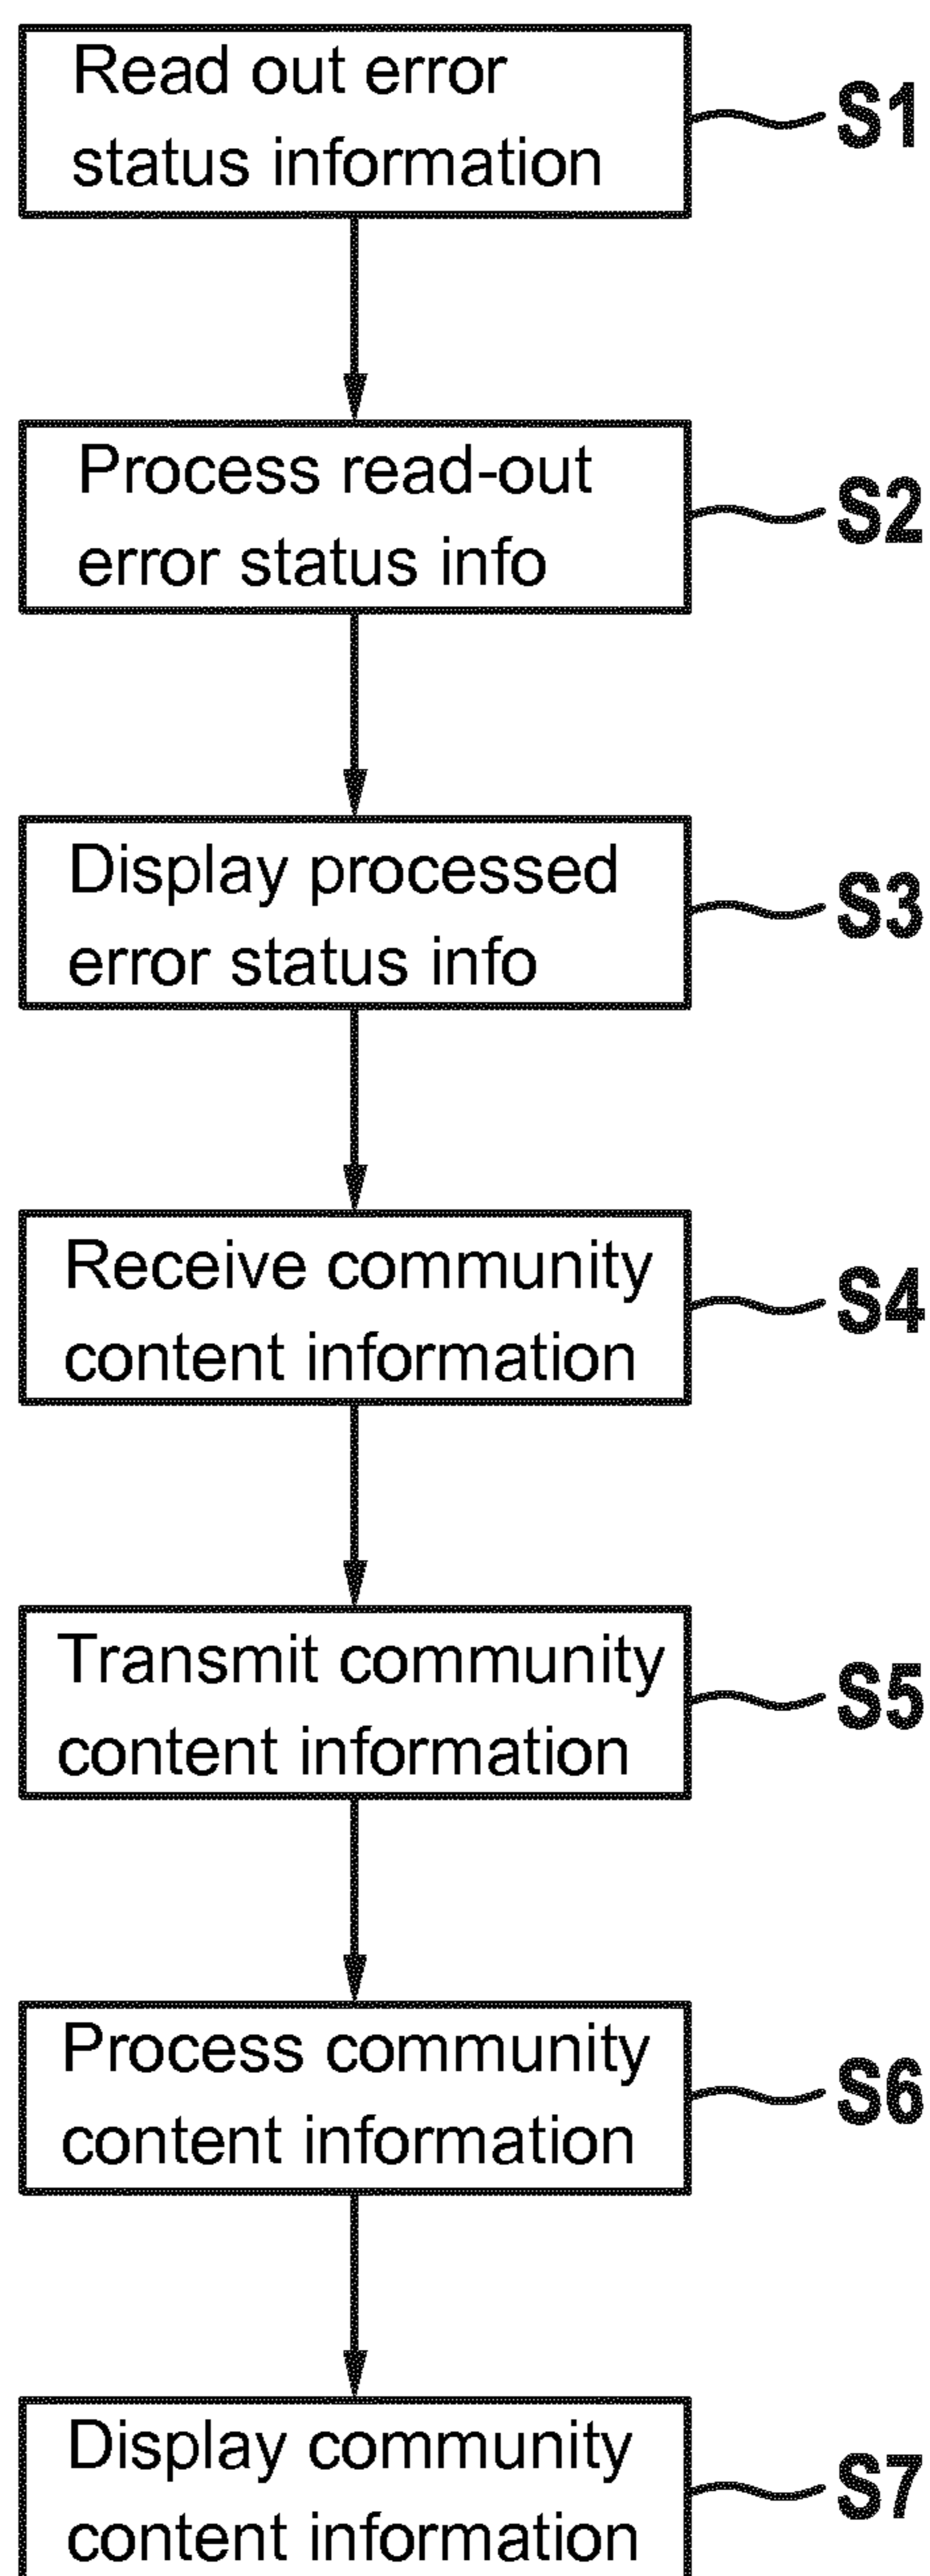 Read out error
status information
S1
Process read-out
error status info
S2
Display processed
error status info
S3
Receive community
content information
S4
Transmit community
content information
S5
Process community
content information
S6
Display community
content information
S7